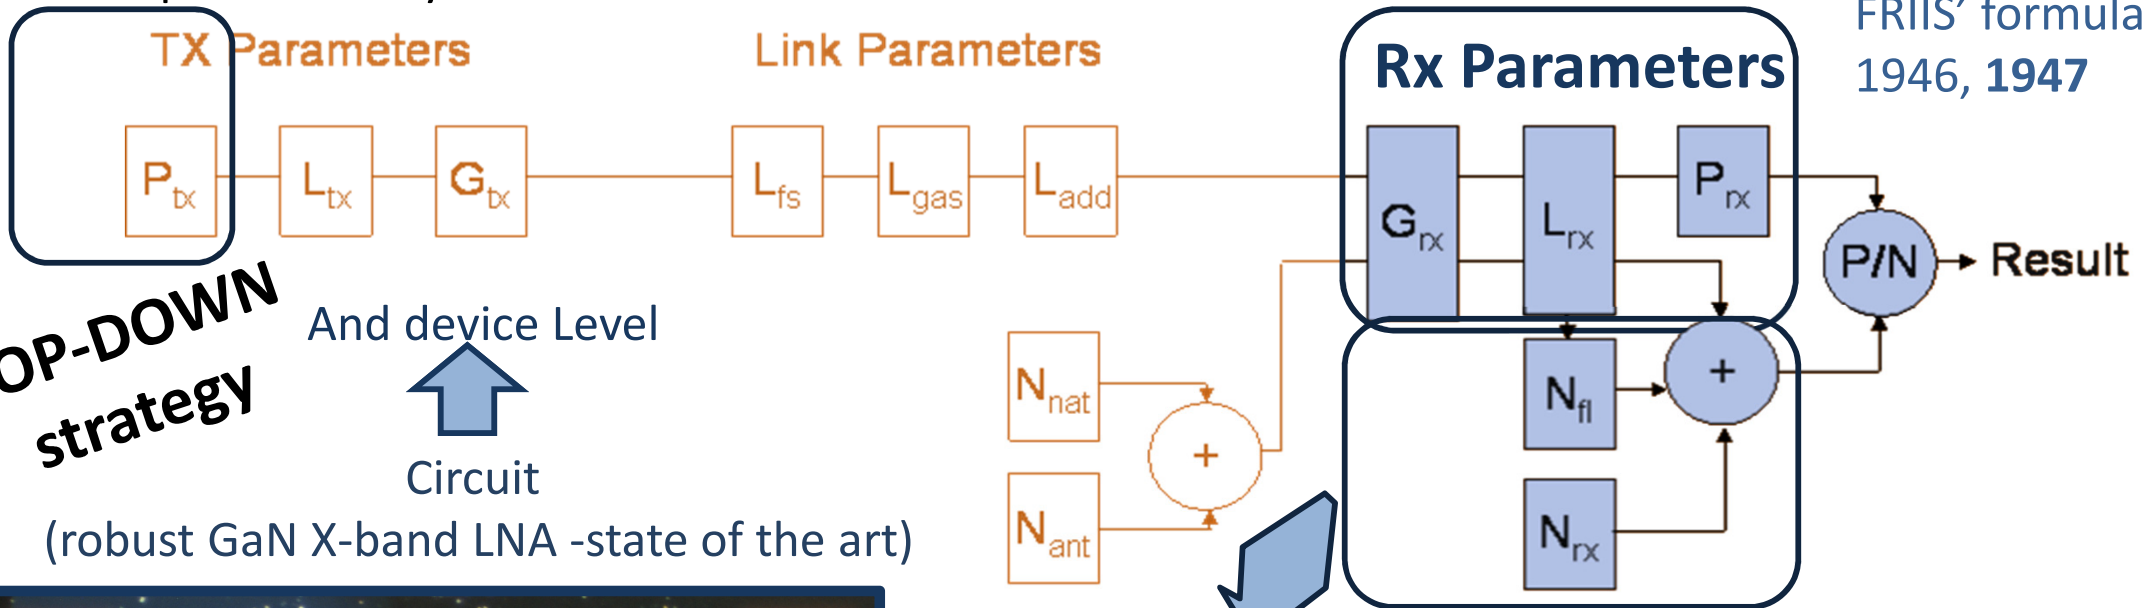 TX Parameters
Link Parameters
Rx Parameters
FRIIS' formula
1946, 1947
Ptx
Ltx
Gtx
Lfs
Lgas
Ladd
Grx
Lrx
Prx
P/N
Result
OP-DOWN
strategy
And device Level
Circuit
(robust GaN X-band LNA -state of the art)
Nnat
+
Nant
Nfl
+
Nrx